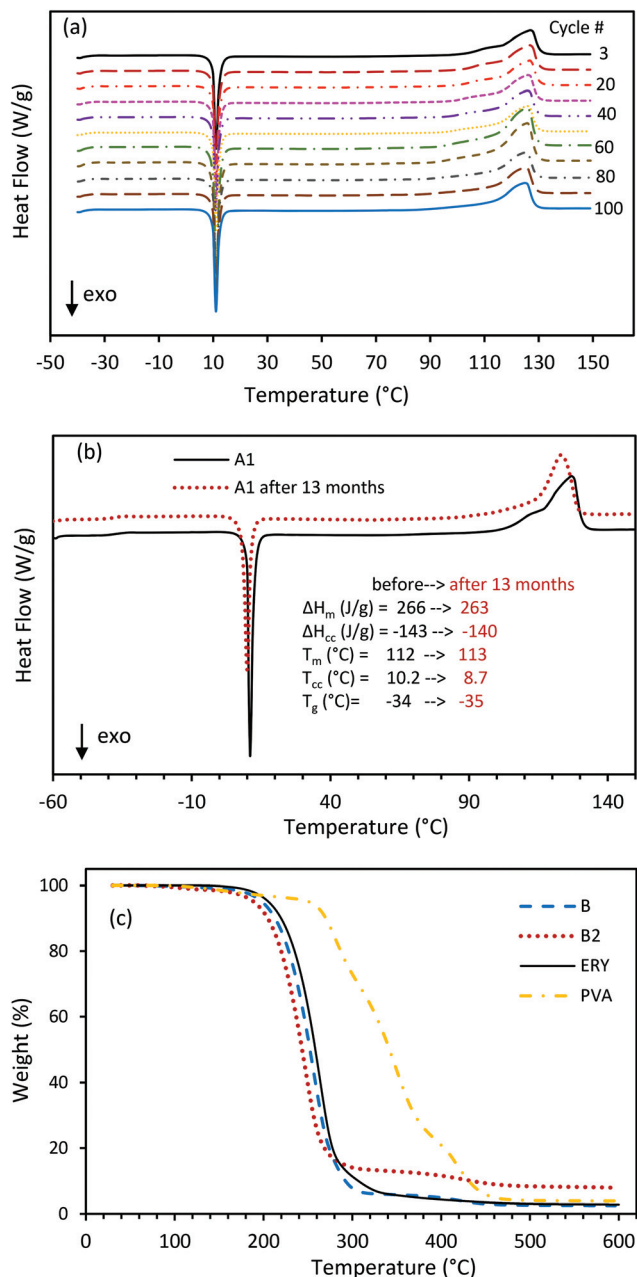 (a)
Cycle #
3
20
40
60
80
100
Heat Flow (W/g)
exo
-50 -30 -10 10 30 50 70 90 110 130 150
Temperature (°C)
(b)
A1
A1 after 13 months
Heat Flow (W/g)
before--> after 13 months
ΔHm (J/g) = 266 --> 263
ΔHcc (J/g) = -143 --> -140
Tm (°C) = 112 --> 113
Tcc (°C) = 10.2 --> 8.7
Tg (°C)= -34 --> -35
exo
-60 -10 40 90 140
Temperature (°C)
(c)
B
B2
ERY
PVA
Weight (%)
100
80
60
40
20
0
0 100 200 300 400 500 600
Temperature (°C)